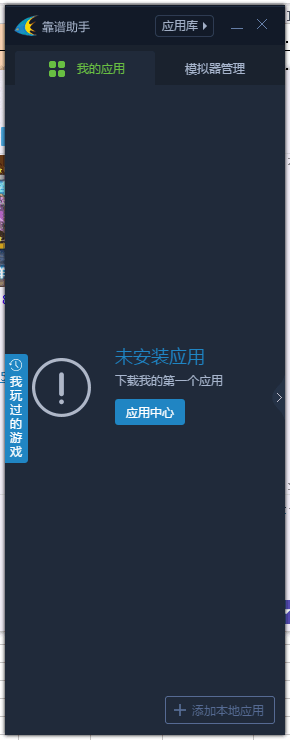 靠谱助手
应用库
我的应用
模拟器管理
我玩过的游戏
未安装应用
下载我的第一个应用
应用中心
添加本地应用